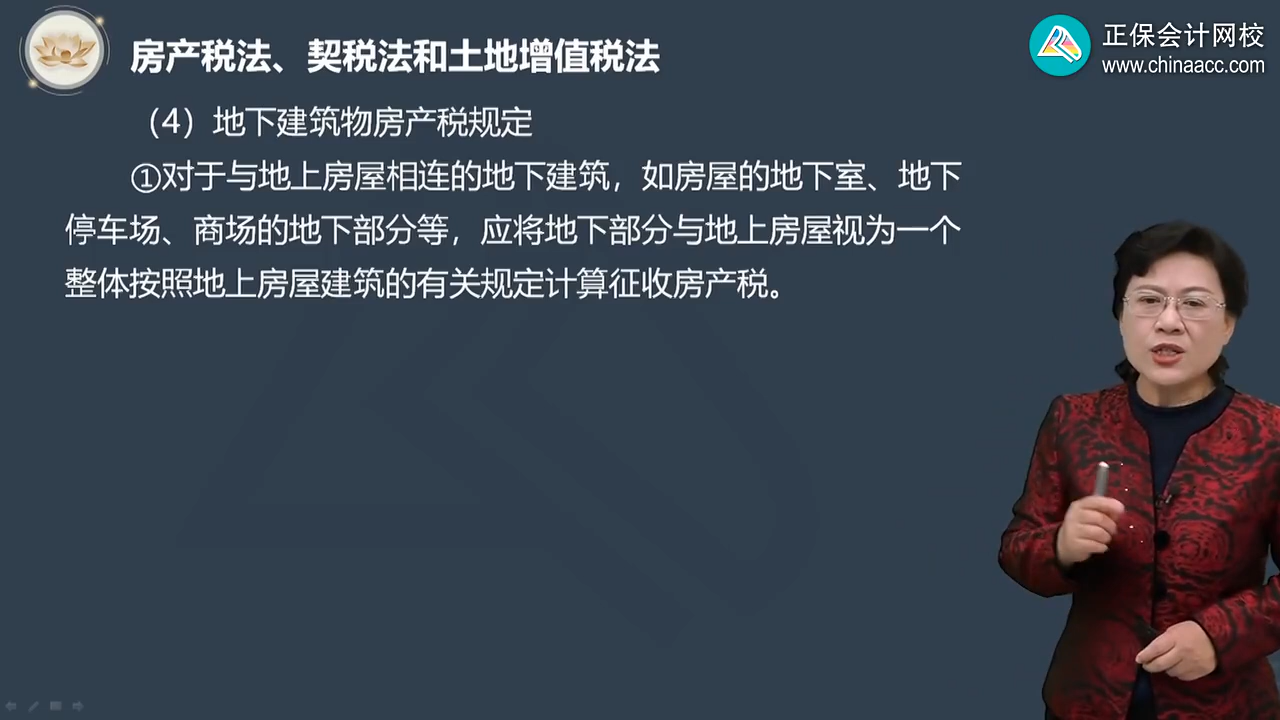 房产税法、契税法和土地增值税法
正保会计网校
www.chinaacc.com
（4）地下建筑物房产税规定
①对于与地上房屋相连的地下建筑，如房屋的地下室、地下
停车场、商场的地下部分等，应将地下部分与地上房屋视为一个
整体按照地上房屋建筑的有关规定计算征收房产税。